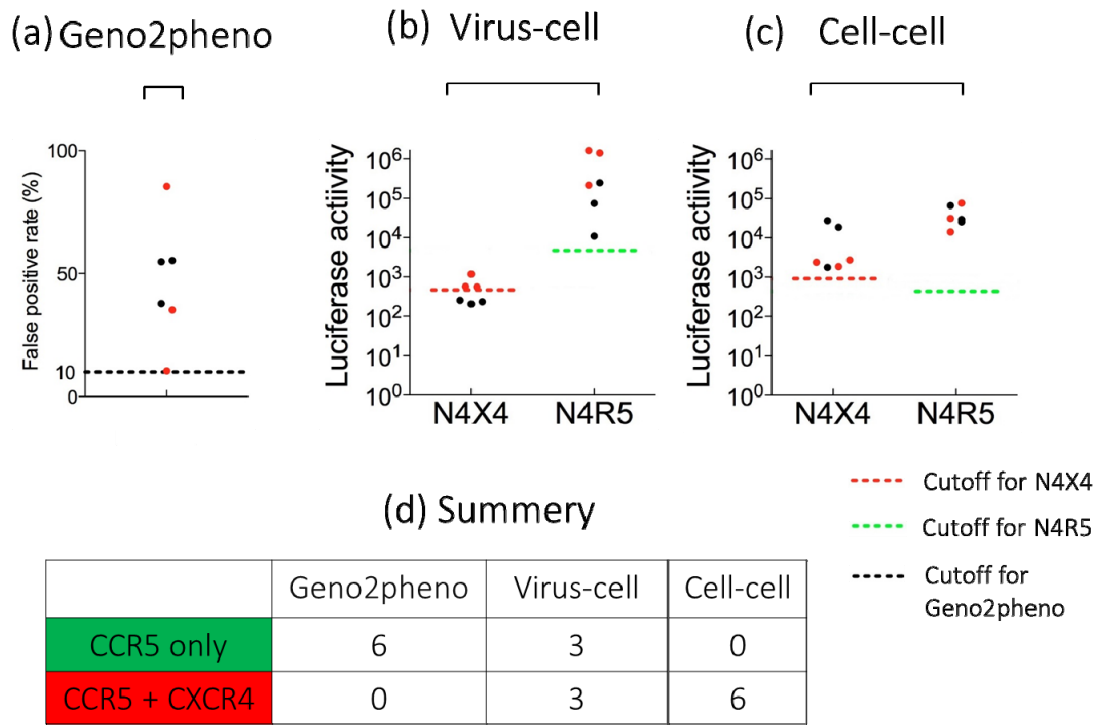 (a) Geno2pheno
(b) Virus-cell
(c) Cell-cell
False positive rate (%)
100
50
10
0
Luciferase actiivity
10^6
10^5
10^4
10^3
10^2
10^1
10^0
N4X4 N4R5
Luciferase actiivity
10^6
10^5
10^4
10^3
10^2
10^1
10^0
N4X4 N4R5
Cutoff for N4X4
Cutoff for N4R5
Cutoff for
Geno2pheno
(d) Summery
Geno2pheno Virus-cell Cell-cell
CCR5 only 6 3 0
CCR5 + CXCR4 0 3 6